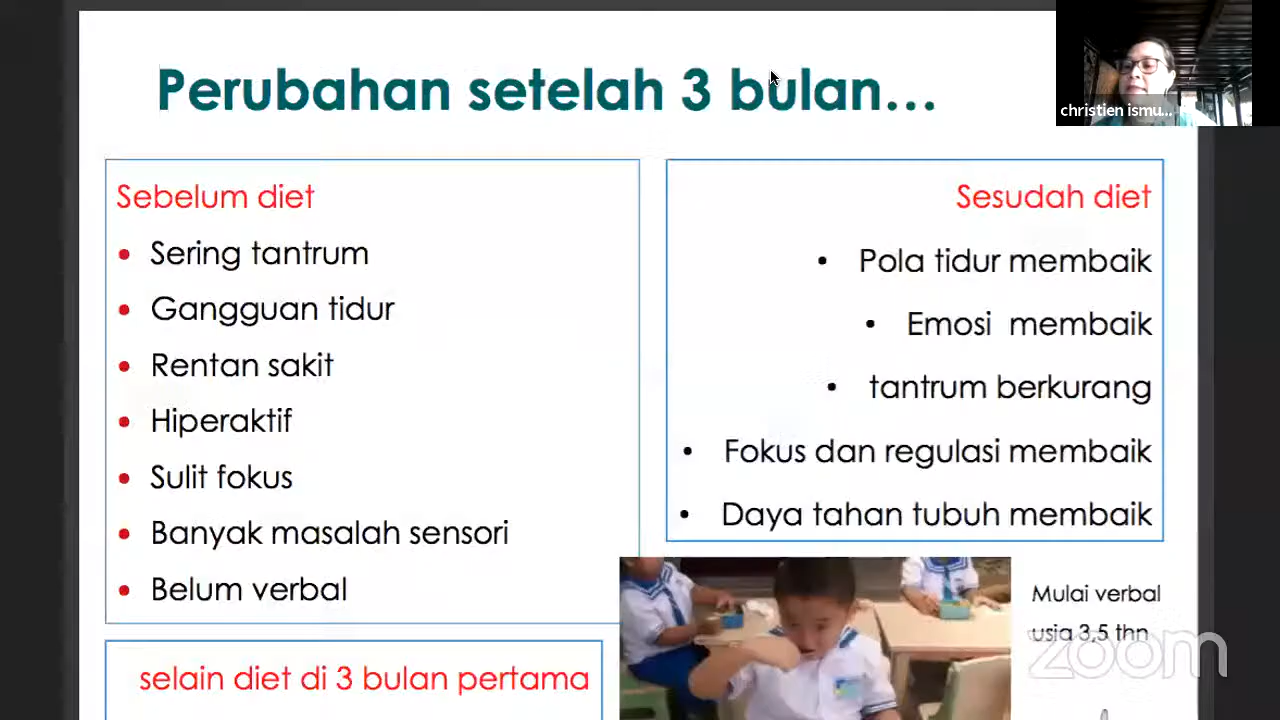 Perubahan setelah 3 bulan...
christien ismu...
Sebelum diet
• Sering tantrum
• Gangguan tidur
• Rentan sakit
• Hiperaktif
• Sulit fokus
• Banyak masalah sensori
• Belum verbal
Sesudah diet
• Pola tidur membaik
• Emosi membaik
• tantrum berkurang
• Fokus dan regulasi membaik
• Daya tahan tubuh membaik
Mulai verbal
usia 3,5 thn
zoom
selain diet di 3 bulan pertama